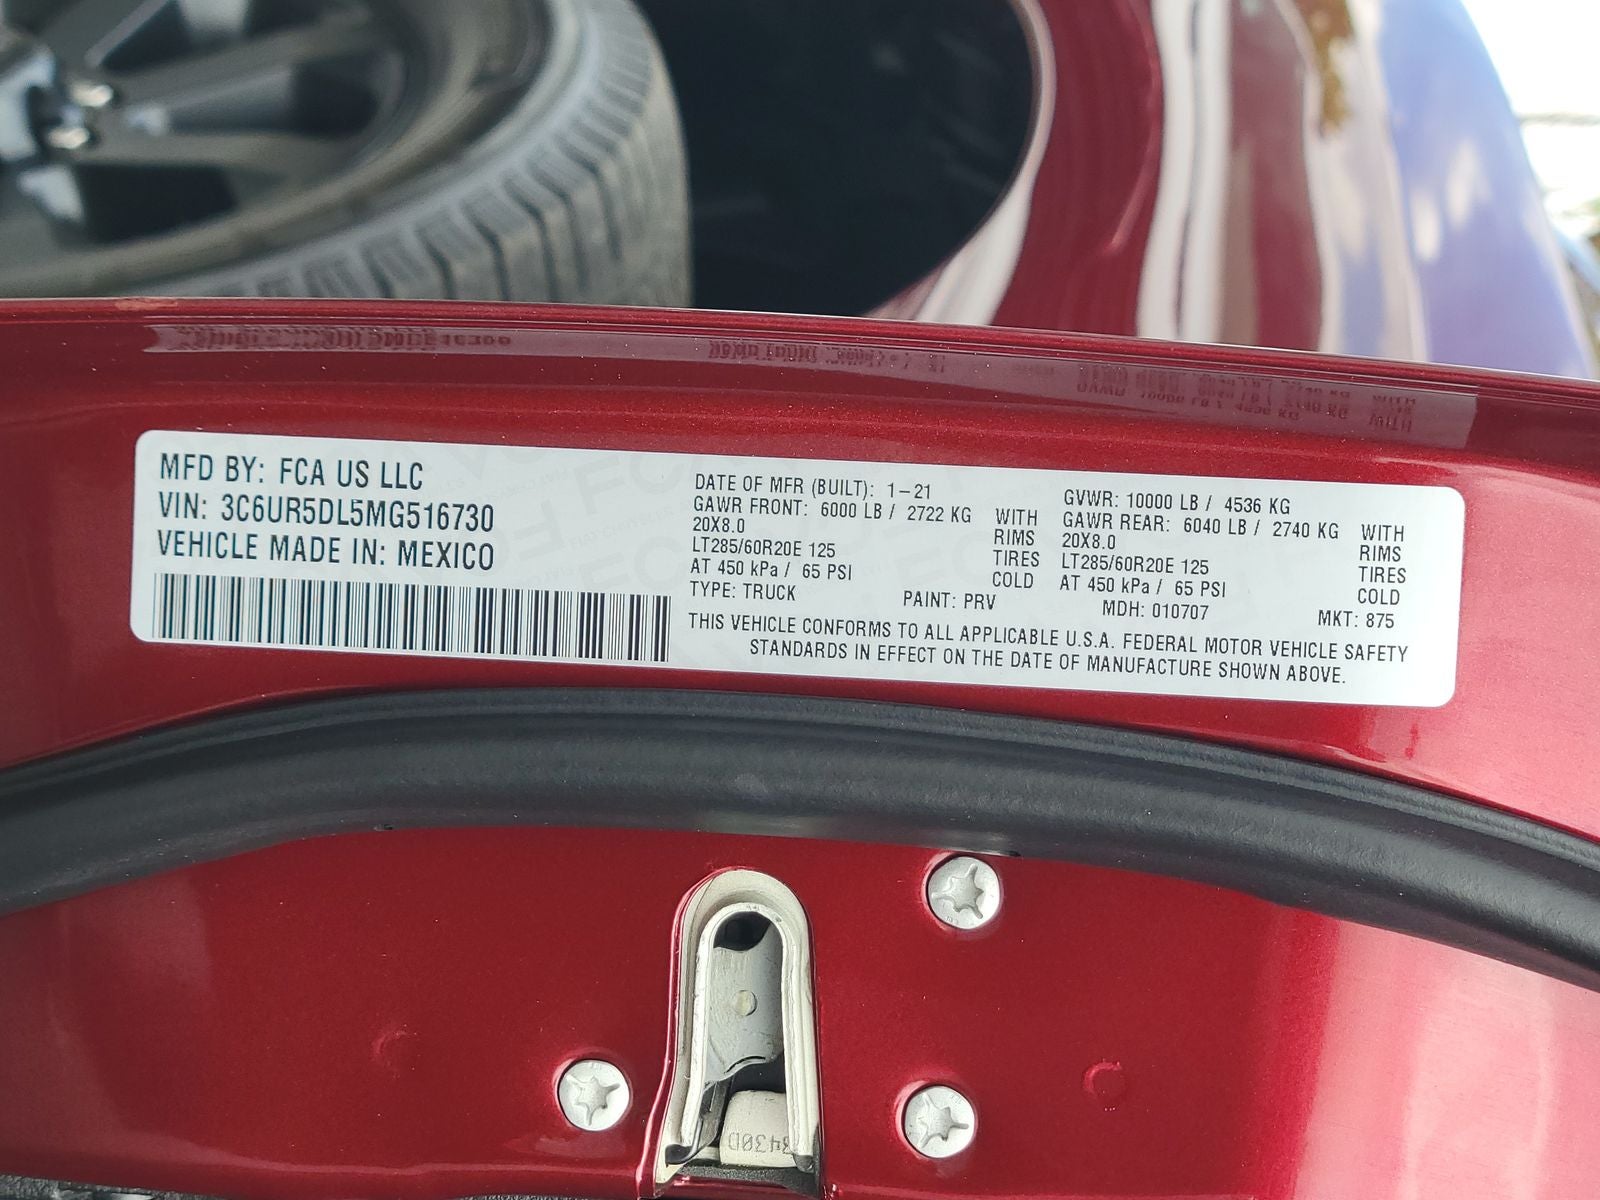 MFD BY: FCA US LLC
VIN: 3C6UR5DL5MG516730
VEHICLE MADE IN: MEXICO
DATE OF MFR (BUILT): 1-21
GAWR FRONT: 6000 LB / 2722 KG WITH
20X8.0 RIMS
LT285/60R20E 125 TIRES
AT 450 kPa / 65 PSI COLD
GVWR: 10000 LB / 4536 KG
GAWR REAR: 6040 LB / 2740 KG WITH
20X8.0 RIMS
LT285/60R20E 125 TIRES
AT 450 kPa / 65 PSI COLD
TYPE: TRUCK PAINT: PRV MDH: 010707 MKT: 875
THIS VEHICLE CONFORMS TO ALL APPLICABLE U.S.A. FEDERAL MOTOR VEHICLE SAFETY
STANDARDS IN EFFECT ON THE DATE OF MANUFACTURE SHOWN ABOVE.